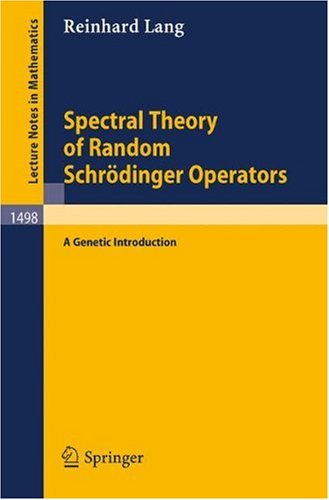 Reinhard Lang
Lecture Notes in Mathematics
1498
Spectral Theory
of Random
Schrödinger Operators
A Genetic Introduction
Springer